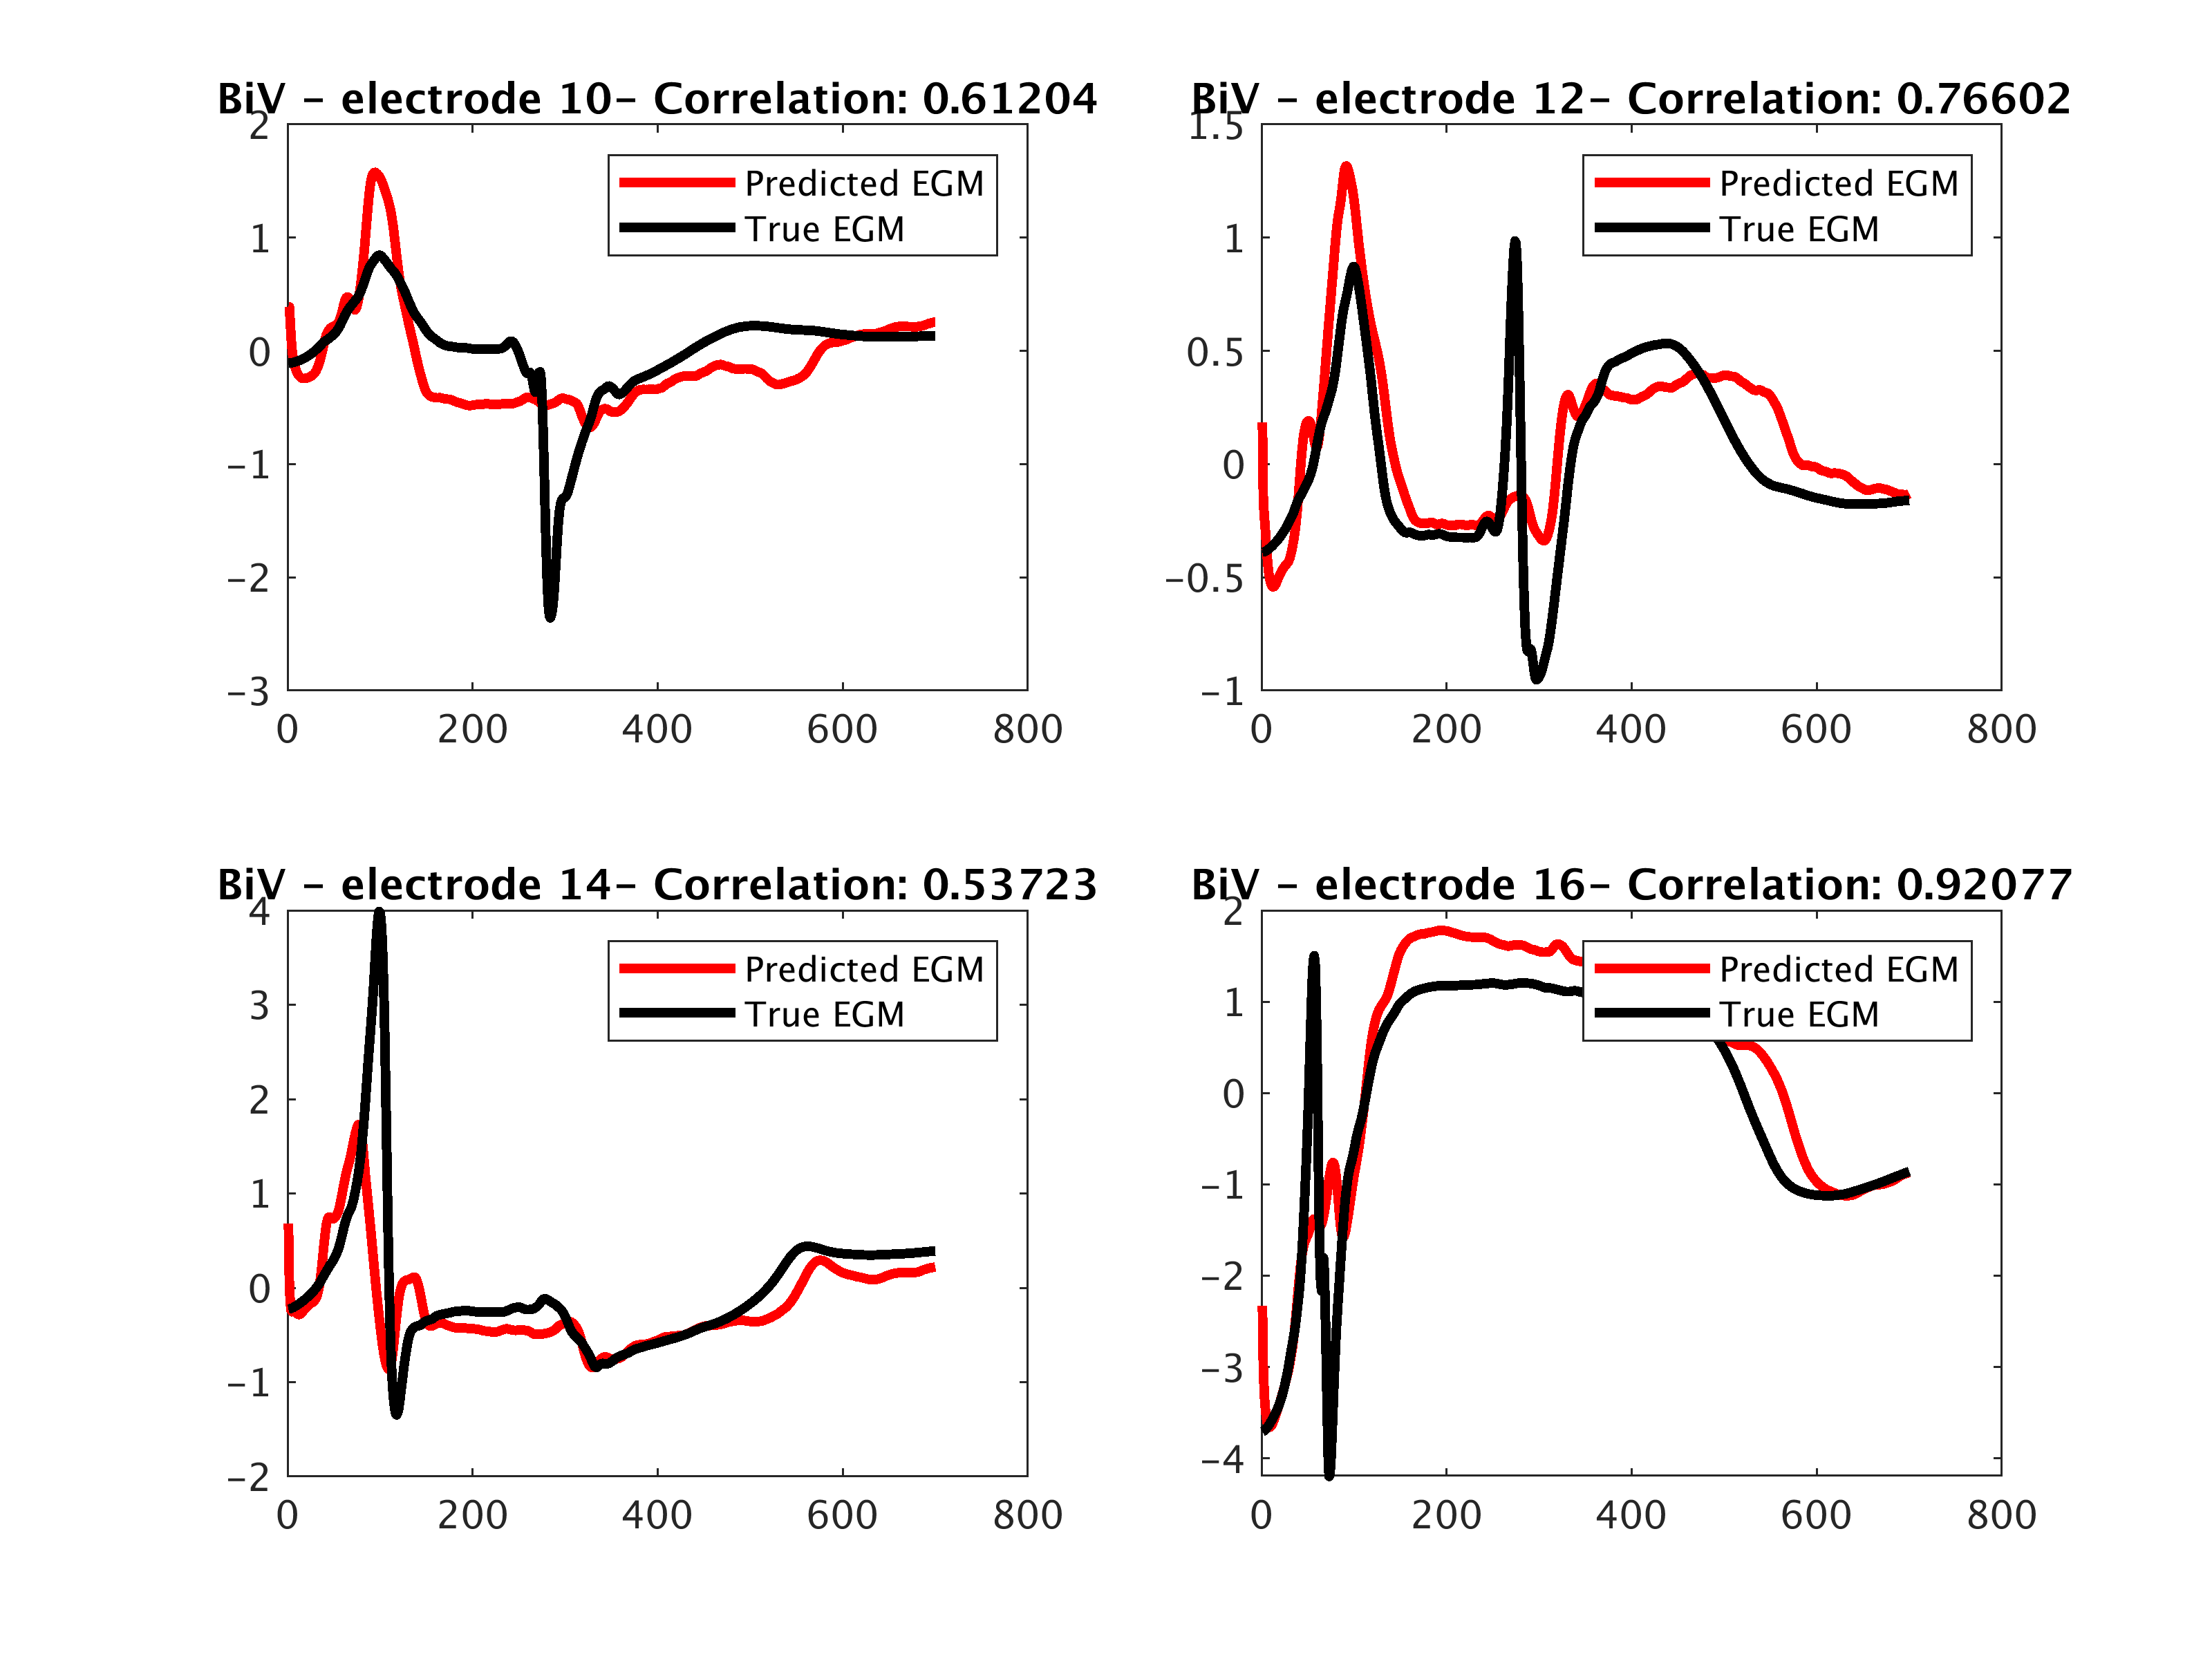 BiV – electrode 10– Correlation: 0.61204
2
1
0
−1
−2
−3
0 200 400 600 800
Predicted EGM
True EGM
BiV – electrode 12– Correlation: 0.76602
1.5
1
0.5
0
−0.5
−1
0 200 400 600 800
Predicted EGM
True EGM
BiV – electrode 14– Correlation: 0.53723
4
3
2
1
0
−1
−2
0 200 400 600 800
Predicted EGM
True EGM
BiV – electrode 16– Correlation: 0.92077
2
1
0
−1
−2
−3
−4
0 200 400 600 800
Predicted EGM
True EGM